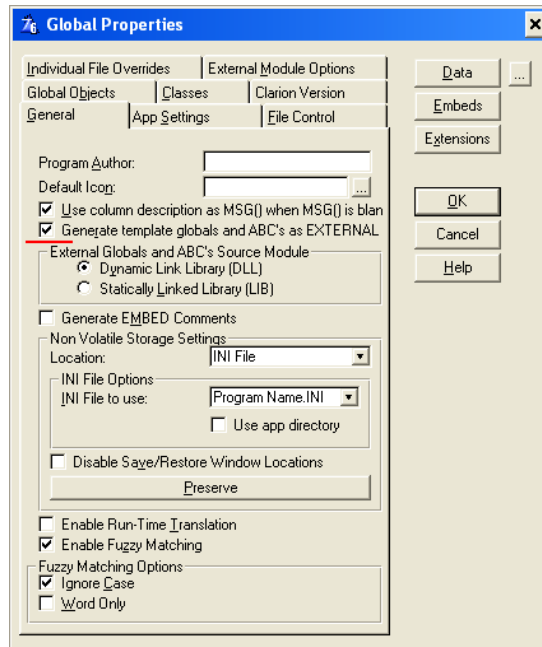 Global Properties
Individual File Overrides
External Module Options
Global Objects
Classes
Clarion Version
General
App Settings
File Control
Data
...
Embeds
Extensions
OK
Cancel
Help
Program Author:
Default Icon:
...
Use column description as MSG() when MSG() is blan
Generate template globals and ABC's as EXTERNAL
External Globals and ABC's Source Module
Dynamic Link Library (DLL)
Statically Linked Library (LIB)
Generate EMBED Comments
Non Volatile Storage Settings
Location:
INI File
INI File Options
INI File to use:
Program Name.INI
Use app directory
Disable Save/Restore Window Locations
Preserve
Enable Run-Time Translation
Enable Fuzzy Matching
Fuzzy Matching Options
Ignore Case
Word Only